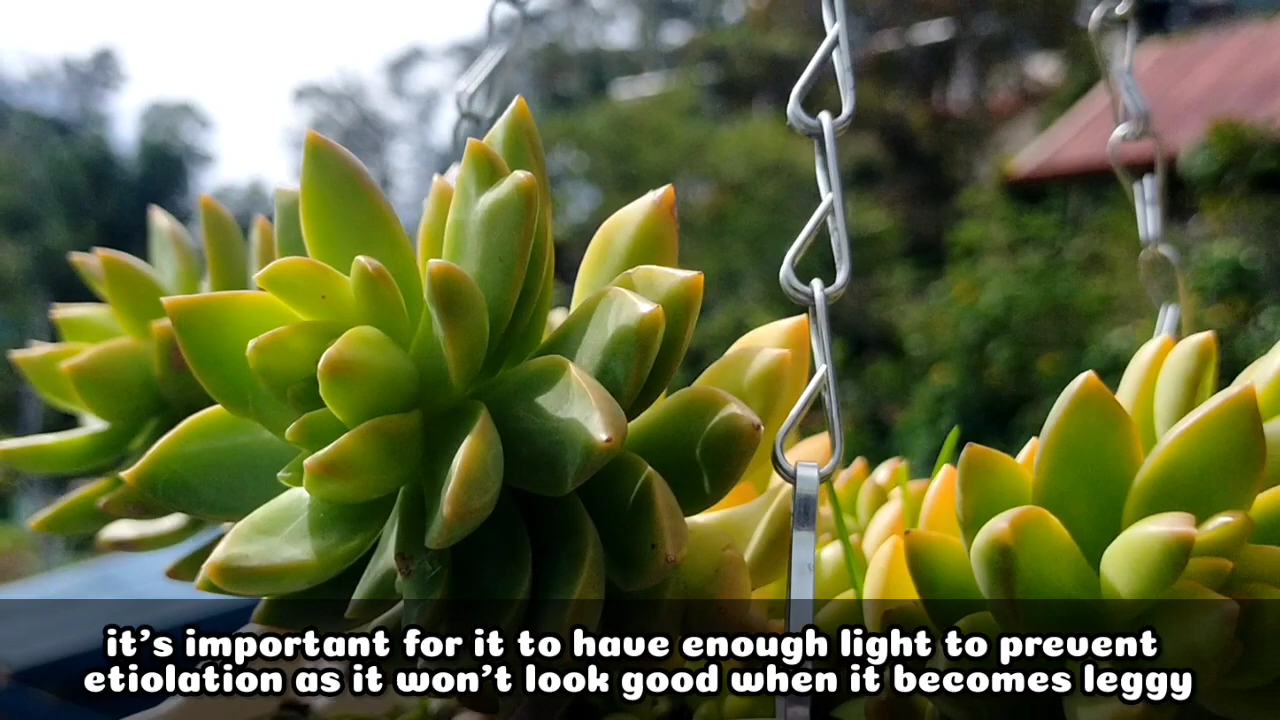 it's important for it to have enough light to prevent
etiolation as it won't look good when it becomes leggy